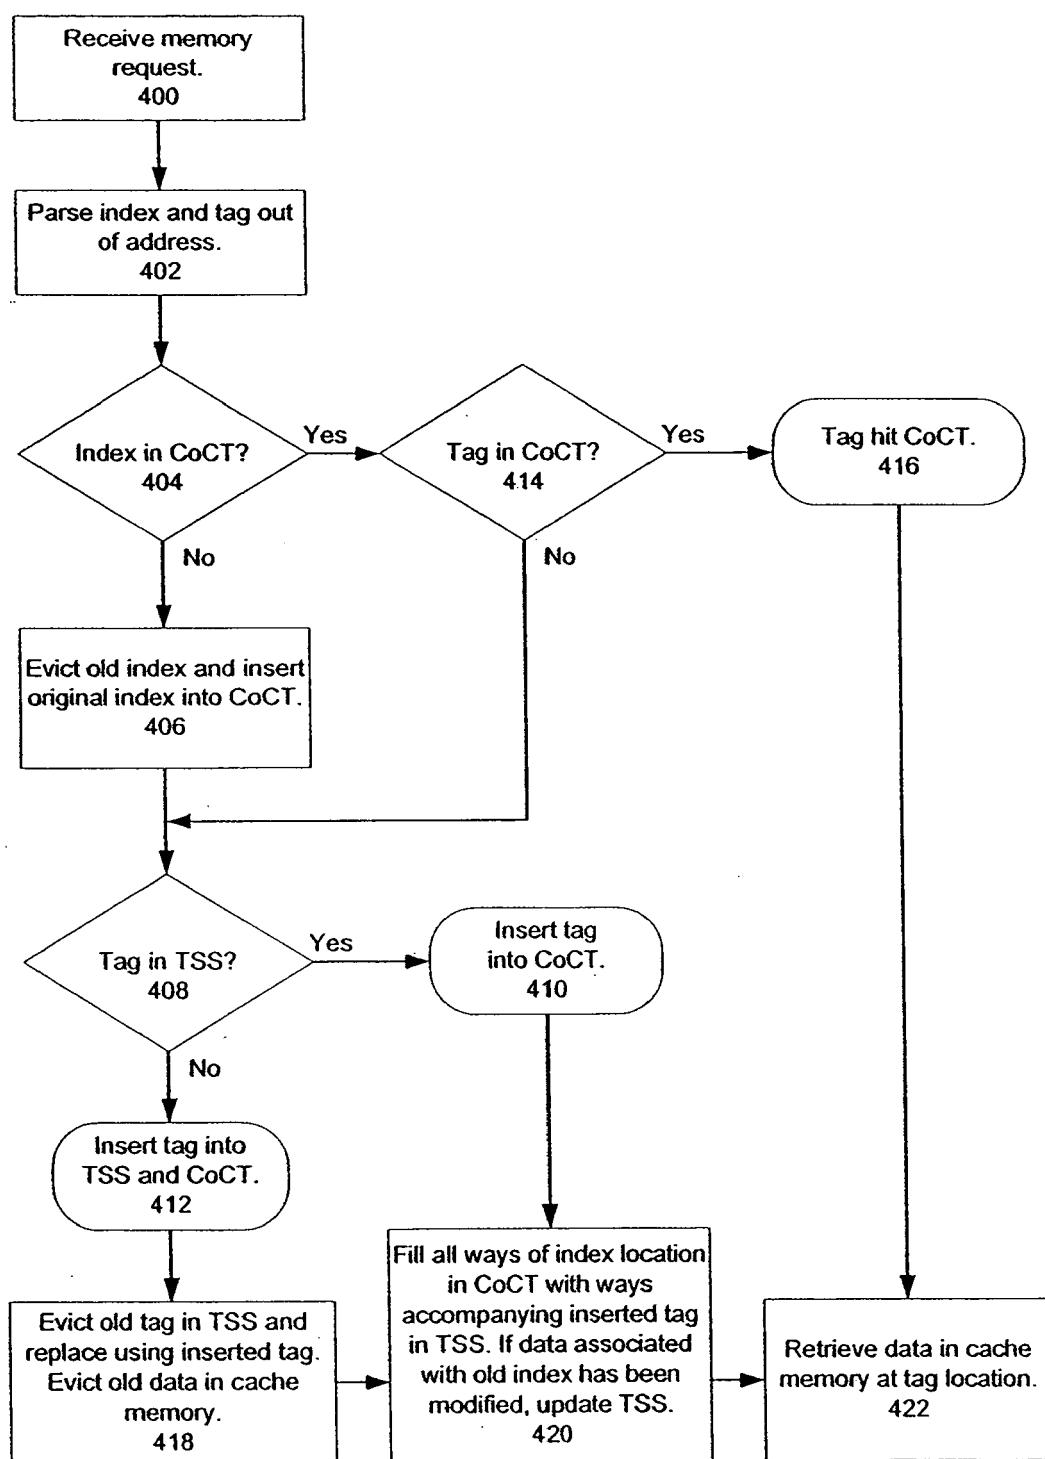 Receive memory
request.
400
Parse index and tag out
of address.
402
Index in CoCT?
404
Yes
No
Tag in CoCT?
414
Yes
No
Tag hit CoCT.
416
Evict old index and insert
original index into CoCT.
406
Tag in TSS?
408
Yes
No
Insert tag
into CoCT.
410
Insert tag into
TSS and CoCT.
412
Evict old tag in TSS and
replace using inserted tag.
Evict old data in cache
memory.
418
Fill all ways of index location
in CoCT with ways
accompanying inserted tag
in TSS. If data associated
with old index has been
modified, update TSS.
420
Retrieve data in cache
memory at tag location.
422